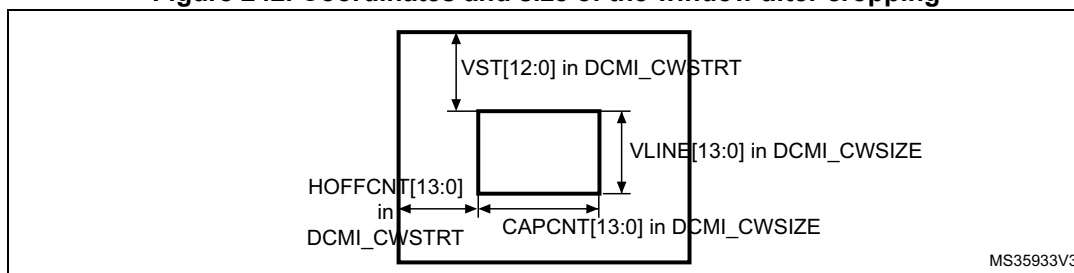 Figure 242. Coordinates and size of the window after cropping
VST[12:0] in DCMI_CWSTRT
VLINE[13:0] in DCMI_CWSIZE
HOFFCNT[13:0]
in
DCMI_CWSTRT
CAPCNT[13:0] in DCMI_CWSIZE
MS35933V3